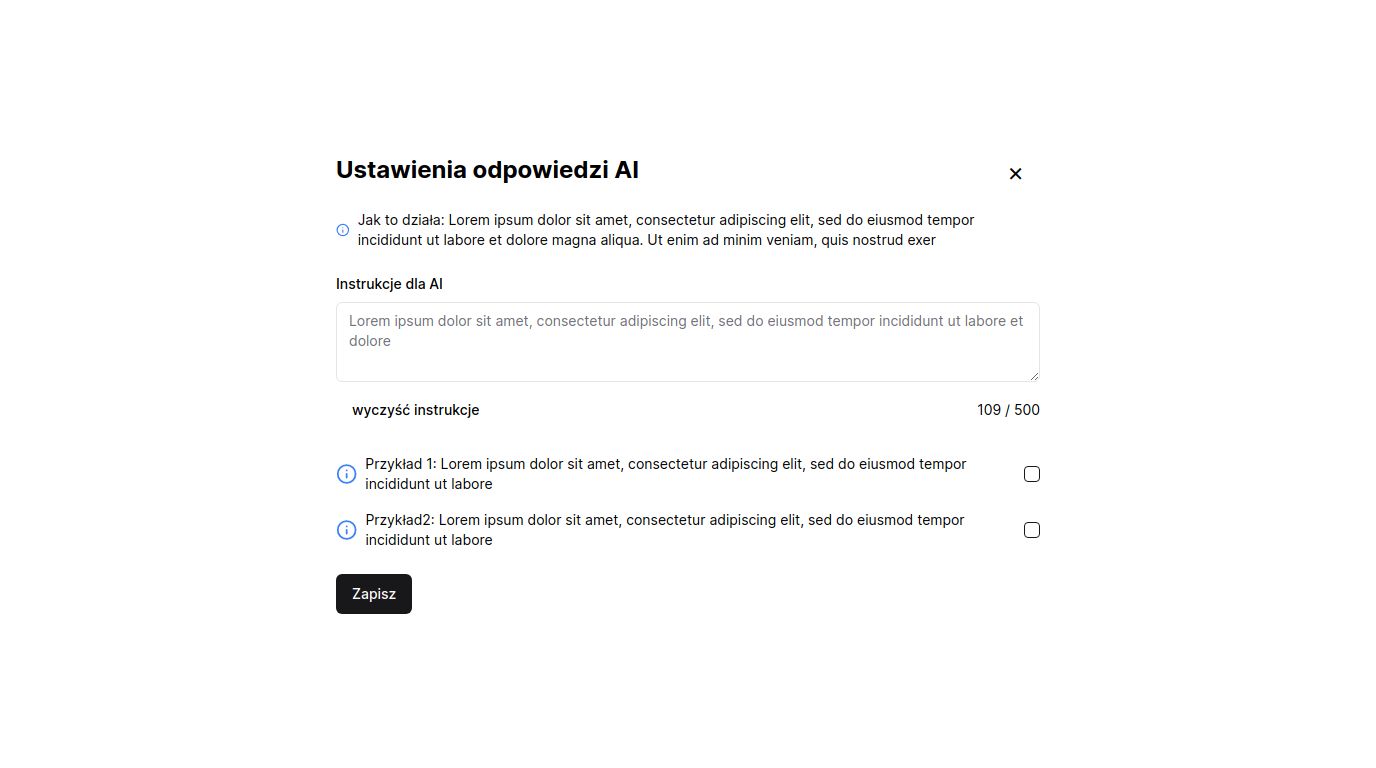 Ustawienia odpowiedzi AI
Jak to działa: Lorem ipsum dolor sit amet, consectetur adipiscing elit, sed do eiusmod tempor
incididunt ut labore et dolore magna aliqua. Ut enim ad minim veniam, quis nostrud exer
Instrukcje dla AI
Lorem ipsum dolor sit amet, consectetur adipiscing elit, sed do eiusmod tempor incididunt ut labore et
dolore
wyczyść instrukcje 109 / 500
Przykład 1: Lorem ipsum dolor sit amet, consectetur adipiscing elit, sed do eiusmod tempor
incididunt ut labore
Przykład2: Lorem ipsum dolor sit amet, consectetur adipiscing elit, sed do eiusmod tempor
incididunt ut labore
Zapisz